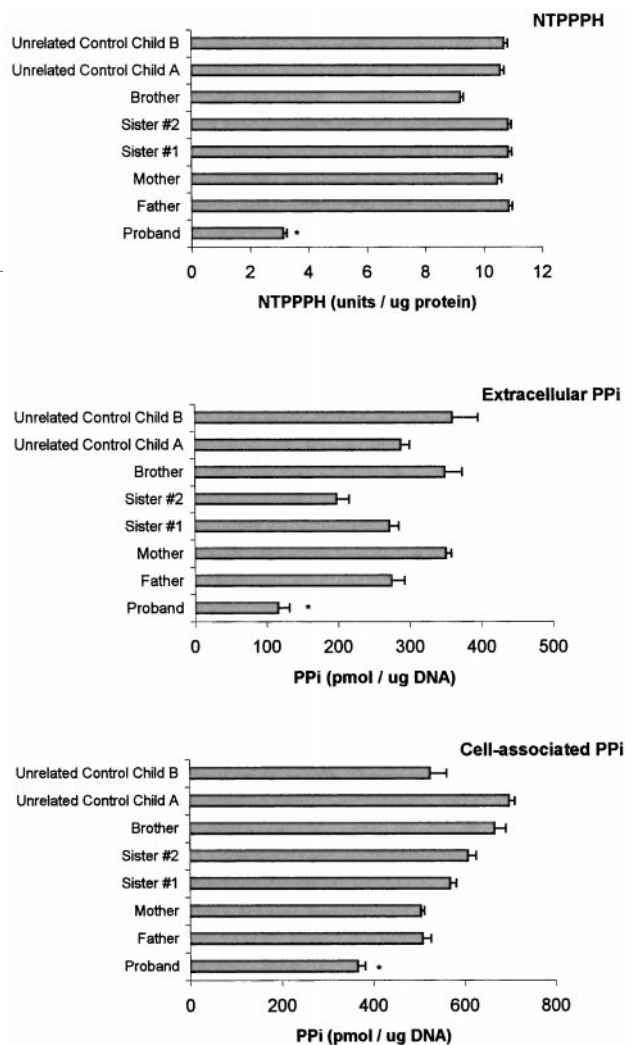 NTPPPH
Unrelated Control Child B
Unrelated Control Child A
Brother
Sister #2
Sister #1
Mother
Father
Proband
*
0 2 4 6 8 10 12
NTPPPH (units / ug protein)
Extracellular PPi
Unrelated Control Child B
Unrelated Control Child A
Brother
Sister #2
Sister #1
Mother
Father
Proband
*
0 100 200 300 400 500
PPi (pmol / ug DNA)
Cell-associated PPi
Unrelated Control Child B
Unrelated Control Child A
Brother
Sister #2
Sister #1
Mother
Father
Proband
*
0 200 400 600 800
PPi (pmol / ug DNA)